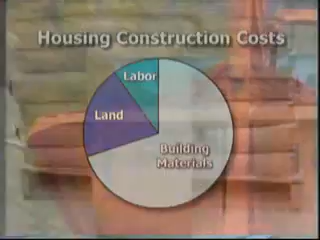 Housing Construction Costs
Labor
Land
Building
Materials